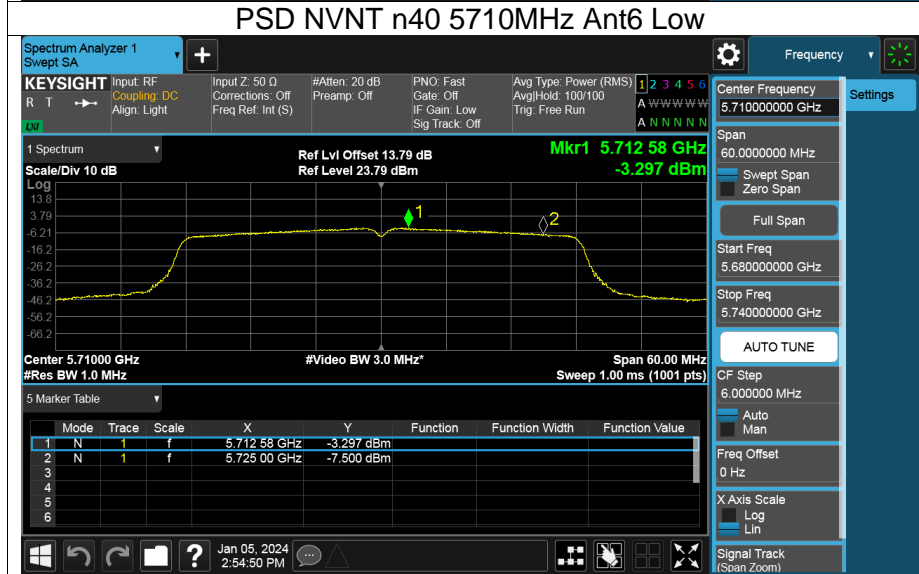 PSD NVNT n40 5710MHz Ant6 Low
Spectrum Analyzer 1
Swept SA
+
Frequency
KEYSIGHT Input: RF Input Z: 50 Ω #Atten: 20 dB PNO: Fast Avg Type: Power (RMS) 1 2 3 4 5 6
R T Coupling: DC Corrections: Off Preamp: Off Gate: Off Avg|Hold: 100/100 A W W W W W
Align: Light Freq Ref: Int (S) IF Gain: Low Trig: Free Run
LXI Sig Track: Off A N N N N N
1 Spectrum Ref Lvl Offset 13.79 dB Mkr1 5.712 58 GHz
Scale/Div 10 dB Ref Level 23.79 dBm -3.297 dBm
Log
13.8
3.79
-6.21
-16.2
-26.2
-36.2
-46.2
-56.2
-66.2
1
2
Center 5.71000 GHz #Video BW 3.0 MHz* Span 60.00 MHz
#Res BW 1.0 MHz Sweep 1.00 ms (1001 pts)
5 Marker Table
Mode Trace Scale X Y Function Function Width Function Value
1 N 1 f 5.712 58 GHz -3.297 dBm
2 N 1 f 5.725 00 GHz -7.500 dBm
3
4
5
6
?
Jan 05, 2024
2:54:50 PM
Center Frequency
5.710000000 GHz
Settings
Span
60.0000000 MHz
Swept Span
Zero Span
Full Span
Start Freq
5.680000000 GHz
Stop Freq
5.740000000 GHz
AUTO TUNE
CF Step
6.000000 MHz
Auto
Man
Freq Offset
0 Hz
X Axis Scale
Log
Lin
Signal Track
(Span Zoom)